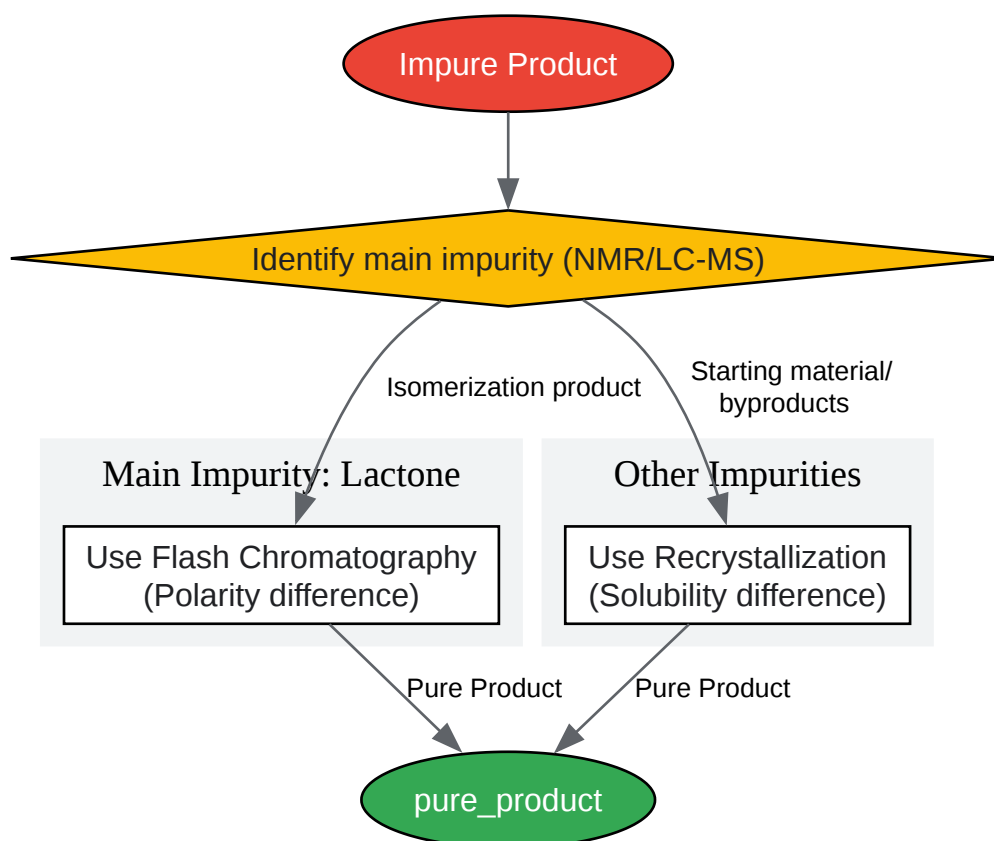 Impure Product
Identify main impurity (NMR/LC-MS)
Isomerization product
Starting material/
byproducts
Main Impurity: Lactone
Other Impurities
Use Flash Chromatography
(Polarity difference)
Use Recrystallization
(Solubility difference)
Pure Product
Pure Product
pure_product